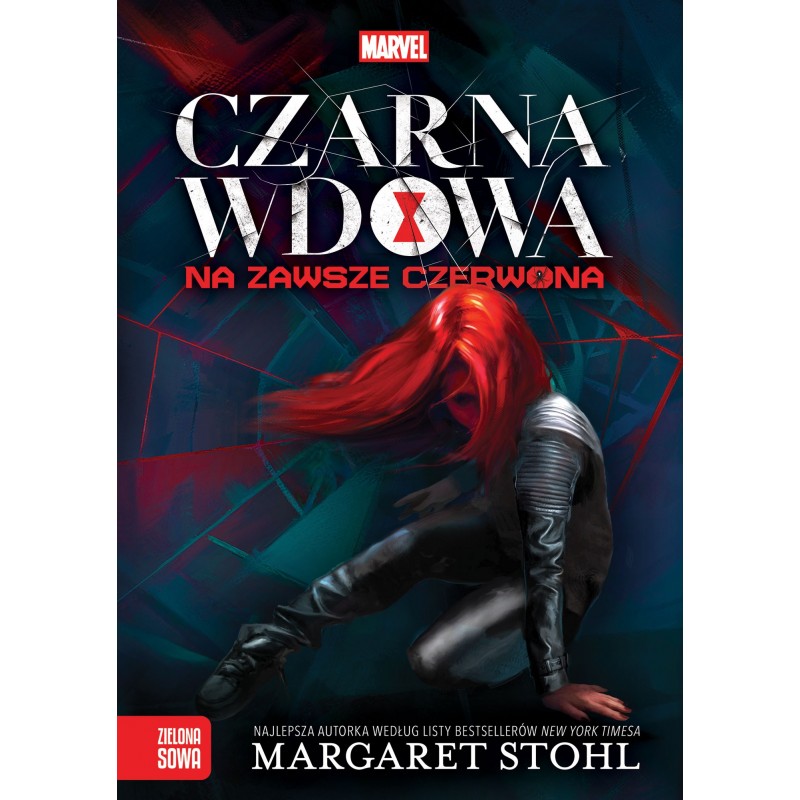 MARVEL
CZARNA
WDOWA
NA ZAWSZE CZERWONA
ZIELONA
SOWA
NAJLEPSZA AUTORKA WEDŁUG LISTY BESTSELLERÓW NEW YORK TIMESA
MARGARET STOHL